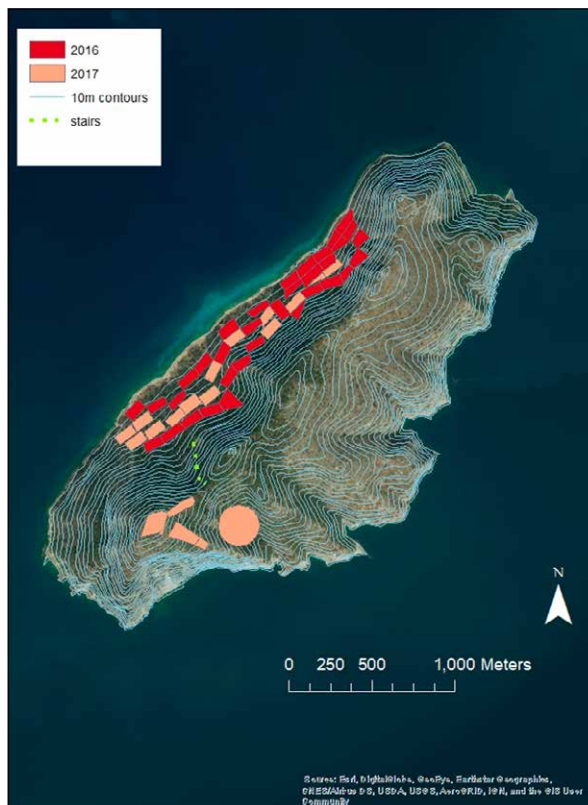 2016
2017
10m contours
stairs
N
0 250 500 1,000 Meters
Source: Esri, DigitalGlobe, GeoEye, Earthstar Geographics,
CNES/Airbus DS, USDA, USGS, AeroGRID, IGN, and the GIS User
Community